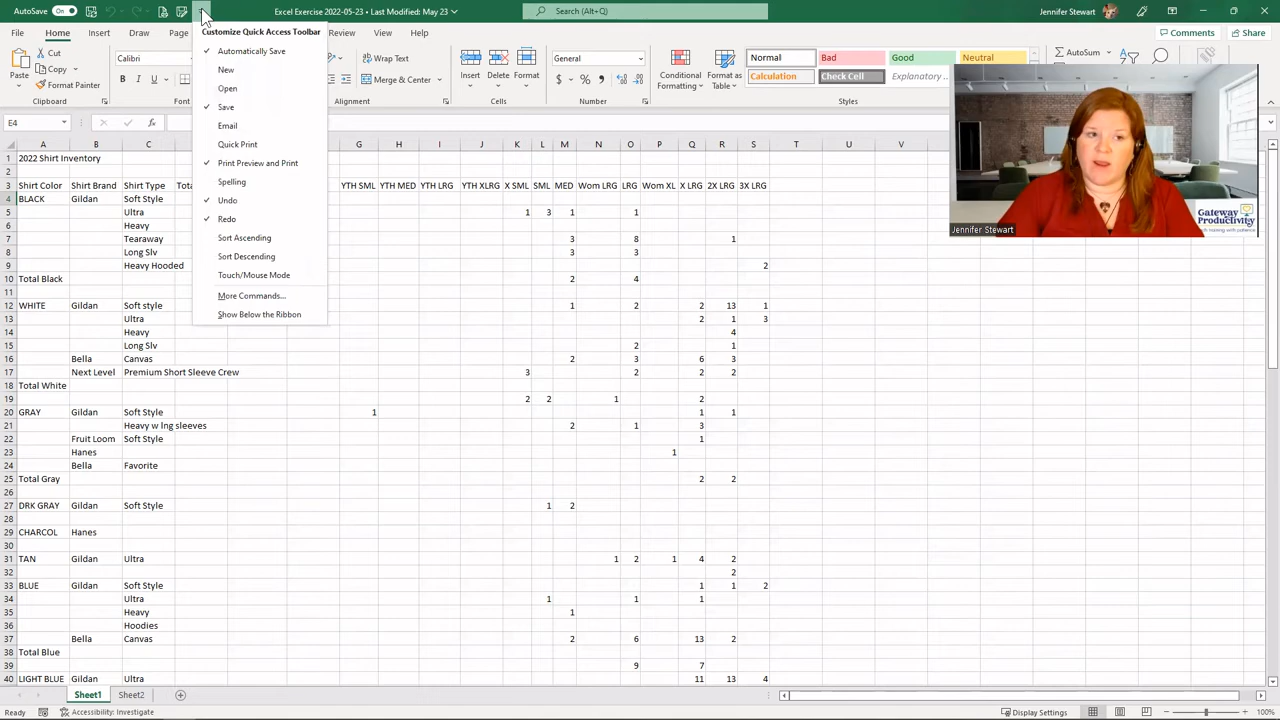 AutoSave On
Excel Exercise 2022-05-23 • Last Modified: May 23
Search (Alt+Q)
Jennifer Stewart
File Home Insert Draw Page Review View Help
Comments Share
Paste
Cut
Copy
Format Painter
Clipboard
Calibri
B I U
Font
Wrap Text
Merge & Center
Alignment
General
$ % ,
Number
Conditional Formatting
Format as Table
Normal Bad Good Neutral
Calculation Check Cell Explanatory ...
Styles
Insert Delete Format
Cells
AutoSum
Customize Quick Access Toolbar
Automatically Save
New
Open
Save
Email
Quick Print
Print Preview and Print
Spelling
Undo
Redo
Sort Ascending
Sort Descending
Touch/Mouse Mode
More Commands...
Show Below the Ribbon
Jennifer Stewart
Gateway
Productivity
E4 fx
A B C G H I J K L M N O P Q R S T U V
1 2022 Shirt Inventory
2
3 Shirt Color Shirt Brand Shirt Type YTH SML YTH MED YTH LRG YTH XLRG X SML SML MED Wom LRG LRG Wom XL X LRG 2X LRG 3X LRG
4 BLACK Gildan Soft Style
5 Ultra 1 3 1 1
6 Heavy
7 Tearaway 3 8 1
8 Long Slv 3 3
9 Heavy Hooded 2
10 Total Black 2 4
11
12 WHITE Gildan Soft style 1 2 2 13 1
13 Ultra 2 1 3
14 Heavy 4
15 Long Slv 2 1
16 Bella Canvas 2 3 6 3
17 Next Level Premium Short Sleeve Crew 3 2 2 2
18 Total White
19 2 2 1 2
20 GRAY Gildan Soft Style 1 1 1
21 Heavy w lng sleeves 2 1 3
22 Fruit Loom Soft Style 1
23 Hanes 1
24 Bella Favorite
25 Total Gray 2 2
26
27 DRK GRAY Gildan Soft Style 1 2
28
29 CHARCOL Hanes
30
31 TAN Gildan Ultra 1 2 1 4 2
32 2
33 BLUE Gildan Soft Style 1 1 2
34 Ultra 1 1 1
35 Heavy 1
36 Hoodies
37 Bella Canvas 2 6 13 2
38 Total Blue
39 9 7
40 LIGHT BLUE Gildan Ultra 11 13 4
Sheet1 Sheet2
Ready Accessibility: Investigate Display Settings 100%